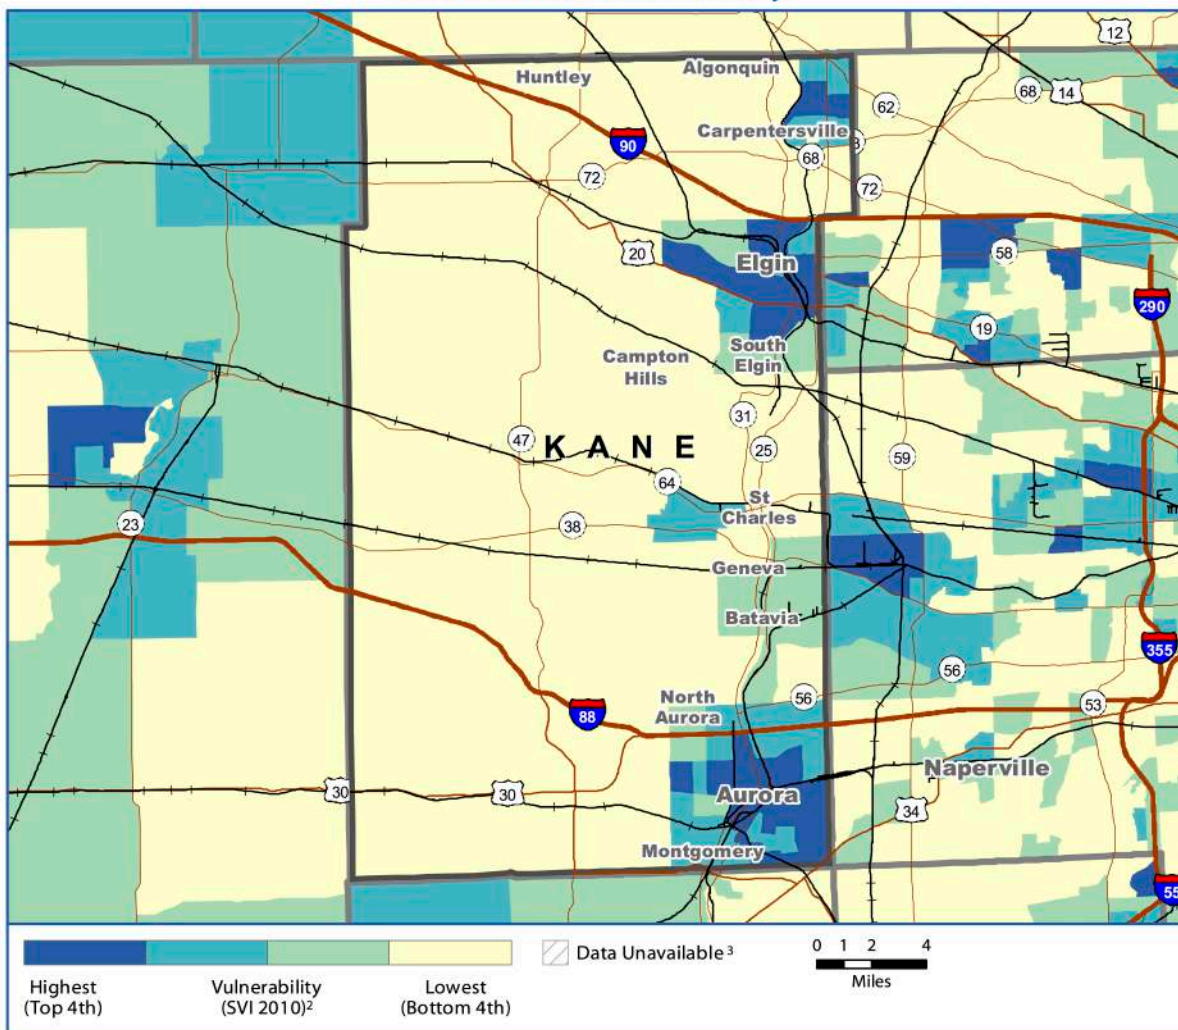 12
Huntley
Algonquin
68
14
62
Carpentersville
90
68
72
72
20
Elgin
58
290
19
South
Elgin
Campton
Hills
31
47
KANE
25
59
64
St
Charles
23
38
Geneva
Batavia
355
56
56
North
Aurora
53
88
Naperville
30
30
Aurora
34
Montgomery
55
Highest
(Top 4th)
Vulnerability
(SVI 2010)²
Lowest
(Bottom 4th)
Data Unavailable ³
0 1 2 4
Miles